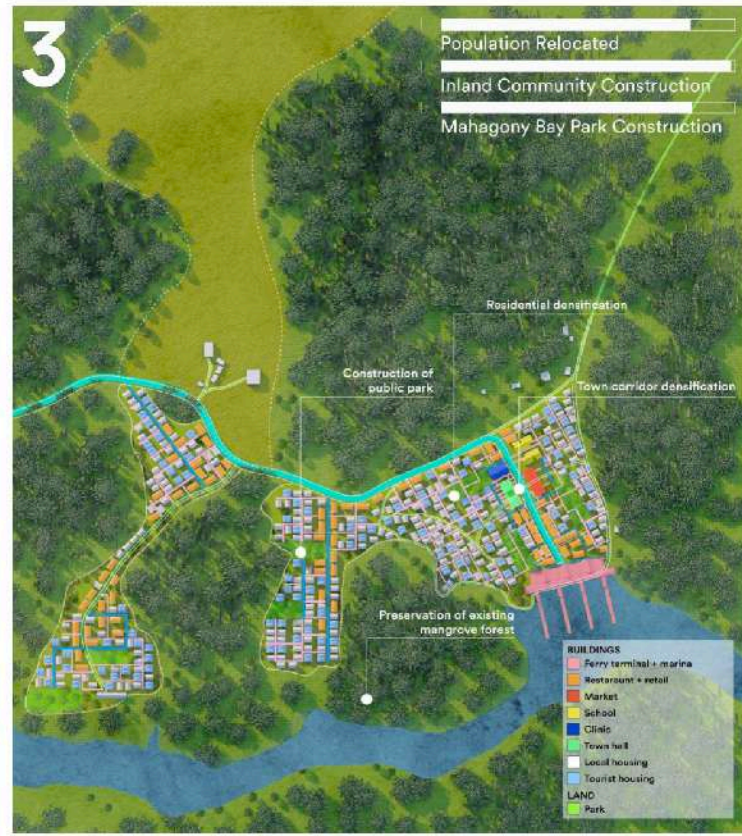 3
Population Relocated
Inland Community Construction
Mahagony Bay Park Construction
Residential densification
Construction of
public park
Town corridor densification
Preservation of existing
mangrove forest
BUILDINGS
Ferry terminal + marina
Restaraunt + retail
Market
School
Clinic
Town hall
Local housing
Tourist housing
LAND
Park